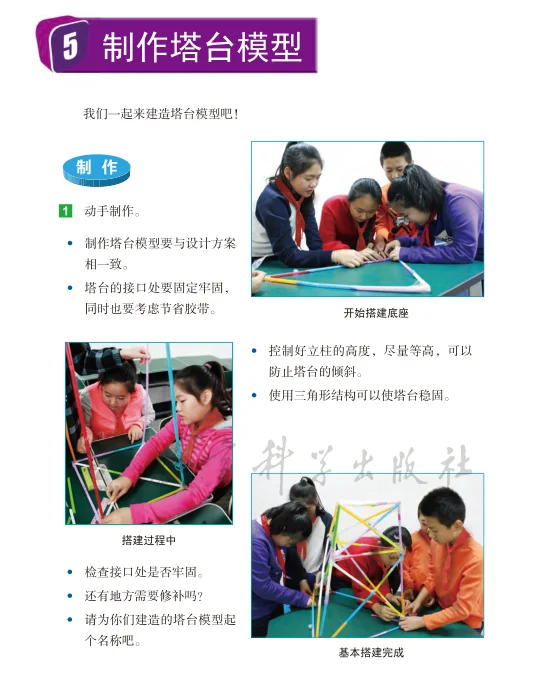 5 制作塔台模型
我们一起来建造塔台模型吧！
制 作
1 动手制作。
• 制作塔台模型要与设计方案
相一致。
• 塔台的接口处要固定牢固，
同时也要考虑节省胶带。
开始搭建底座
• 控制好立柱的高度，尽量等高，可以
防止塔台的倾斜。
• 使用三角形结构可以使塔台稳固。
科学出版社
搭建过程中
• 检查接口处是否牢固。
• 还有地方需要修补吗？
• 请为你们建造的塔台模型起
个名称吧。
基本搭建完成